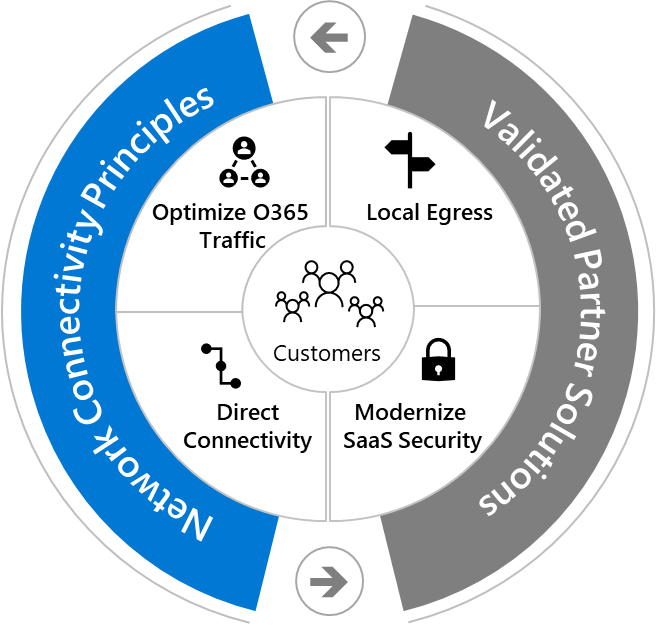 Network Connectivity Principles
Validated Partner Solutions
Optimize O365
Traffic
Local Egress
Customers
Direct
Connectivity
Modernize
SaaS Security